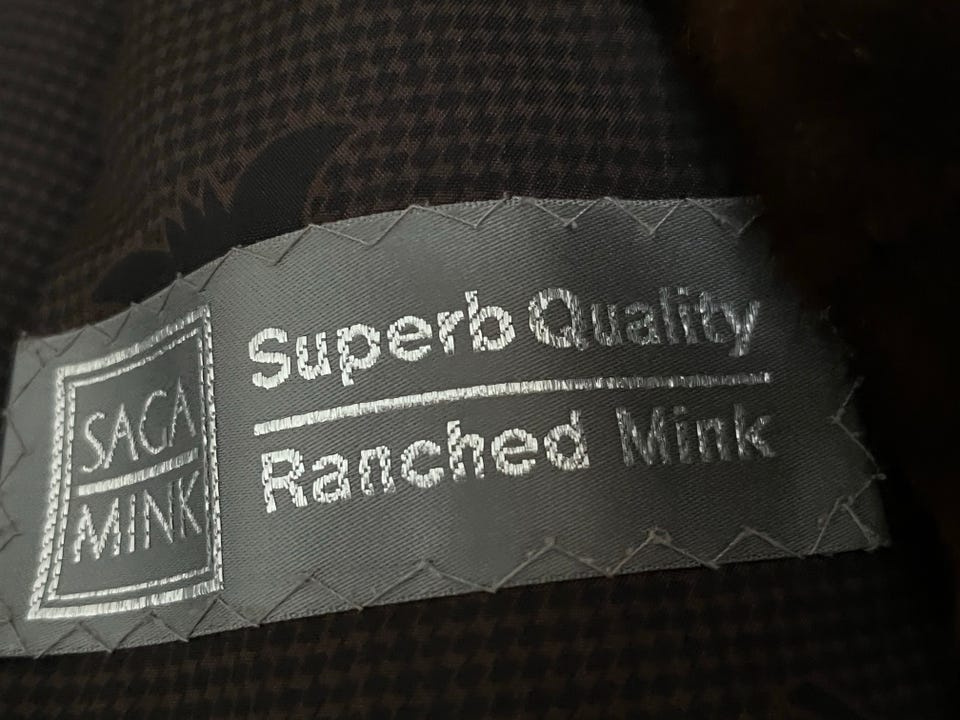 SAGA
MINK
Superb Quality
Ranched Mink